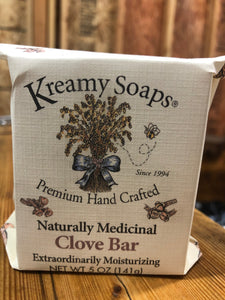 Kreamy Soaps®
Since 1994
Premium Hand Crafted
Naturally Medicinal
Clove Bar
Extraordinarily Moisturizing
NET WT. 5 OZ (141g)